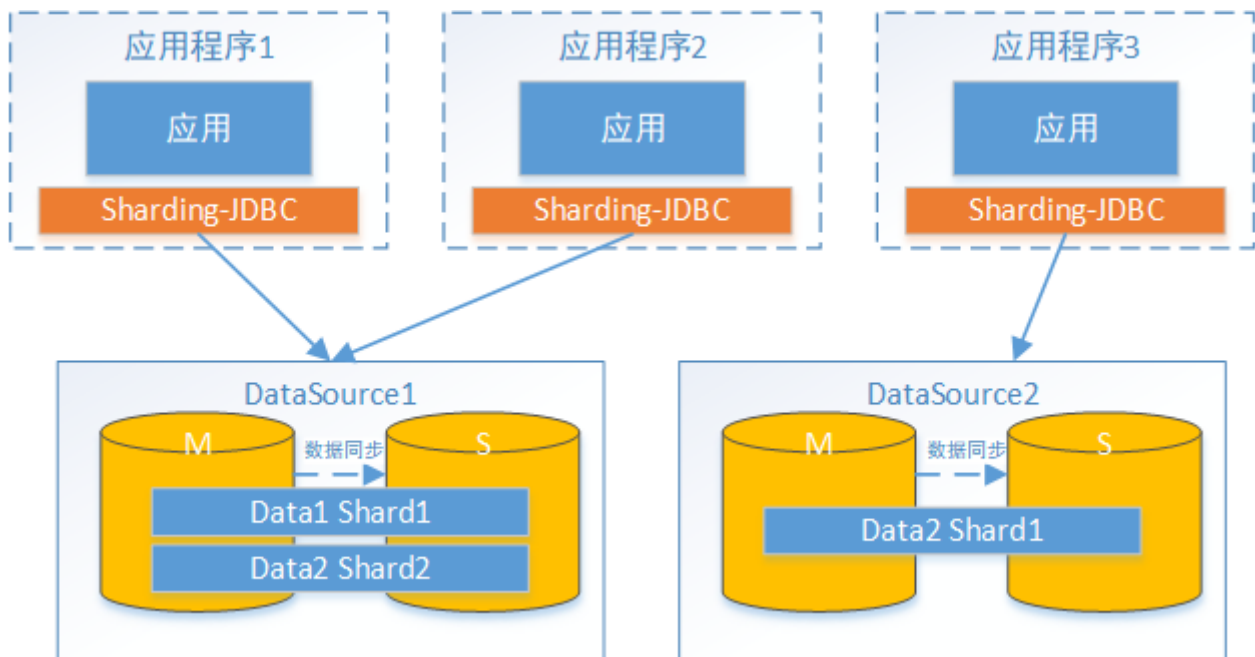 应用程序1
应用程序2
应用程序3
应用
应用
应用
Sharding-JDBC
Sharding-JDBC
Sharding-JDBC
DataSource1
DataSource2
M
数据同步
S
M
数据同步
S
Data1 Shard1
Data2 Shard2
Data2 Shard1